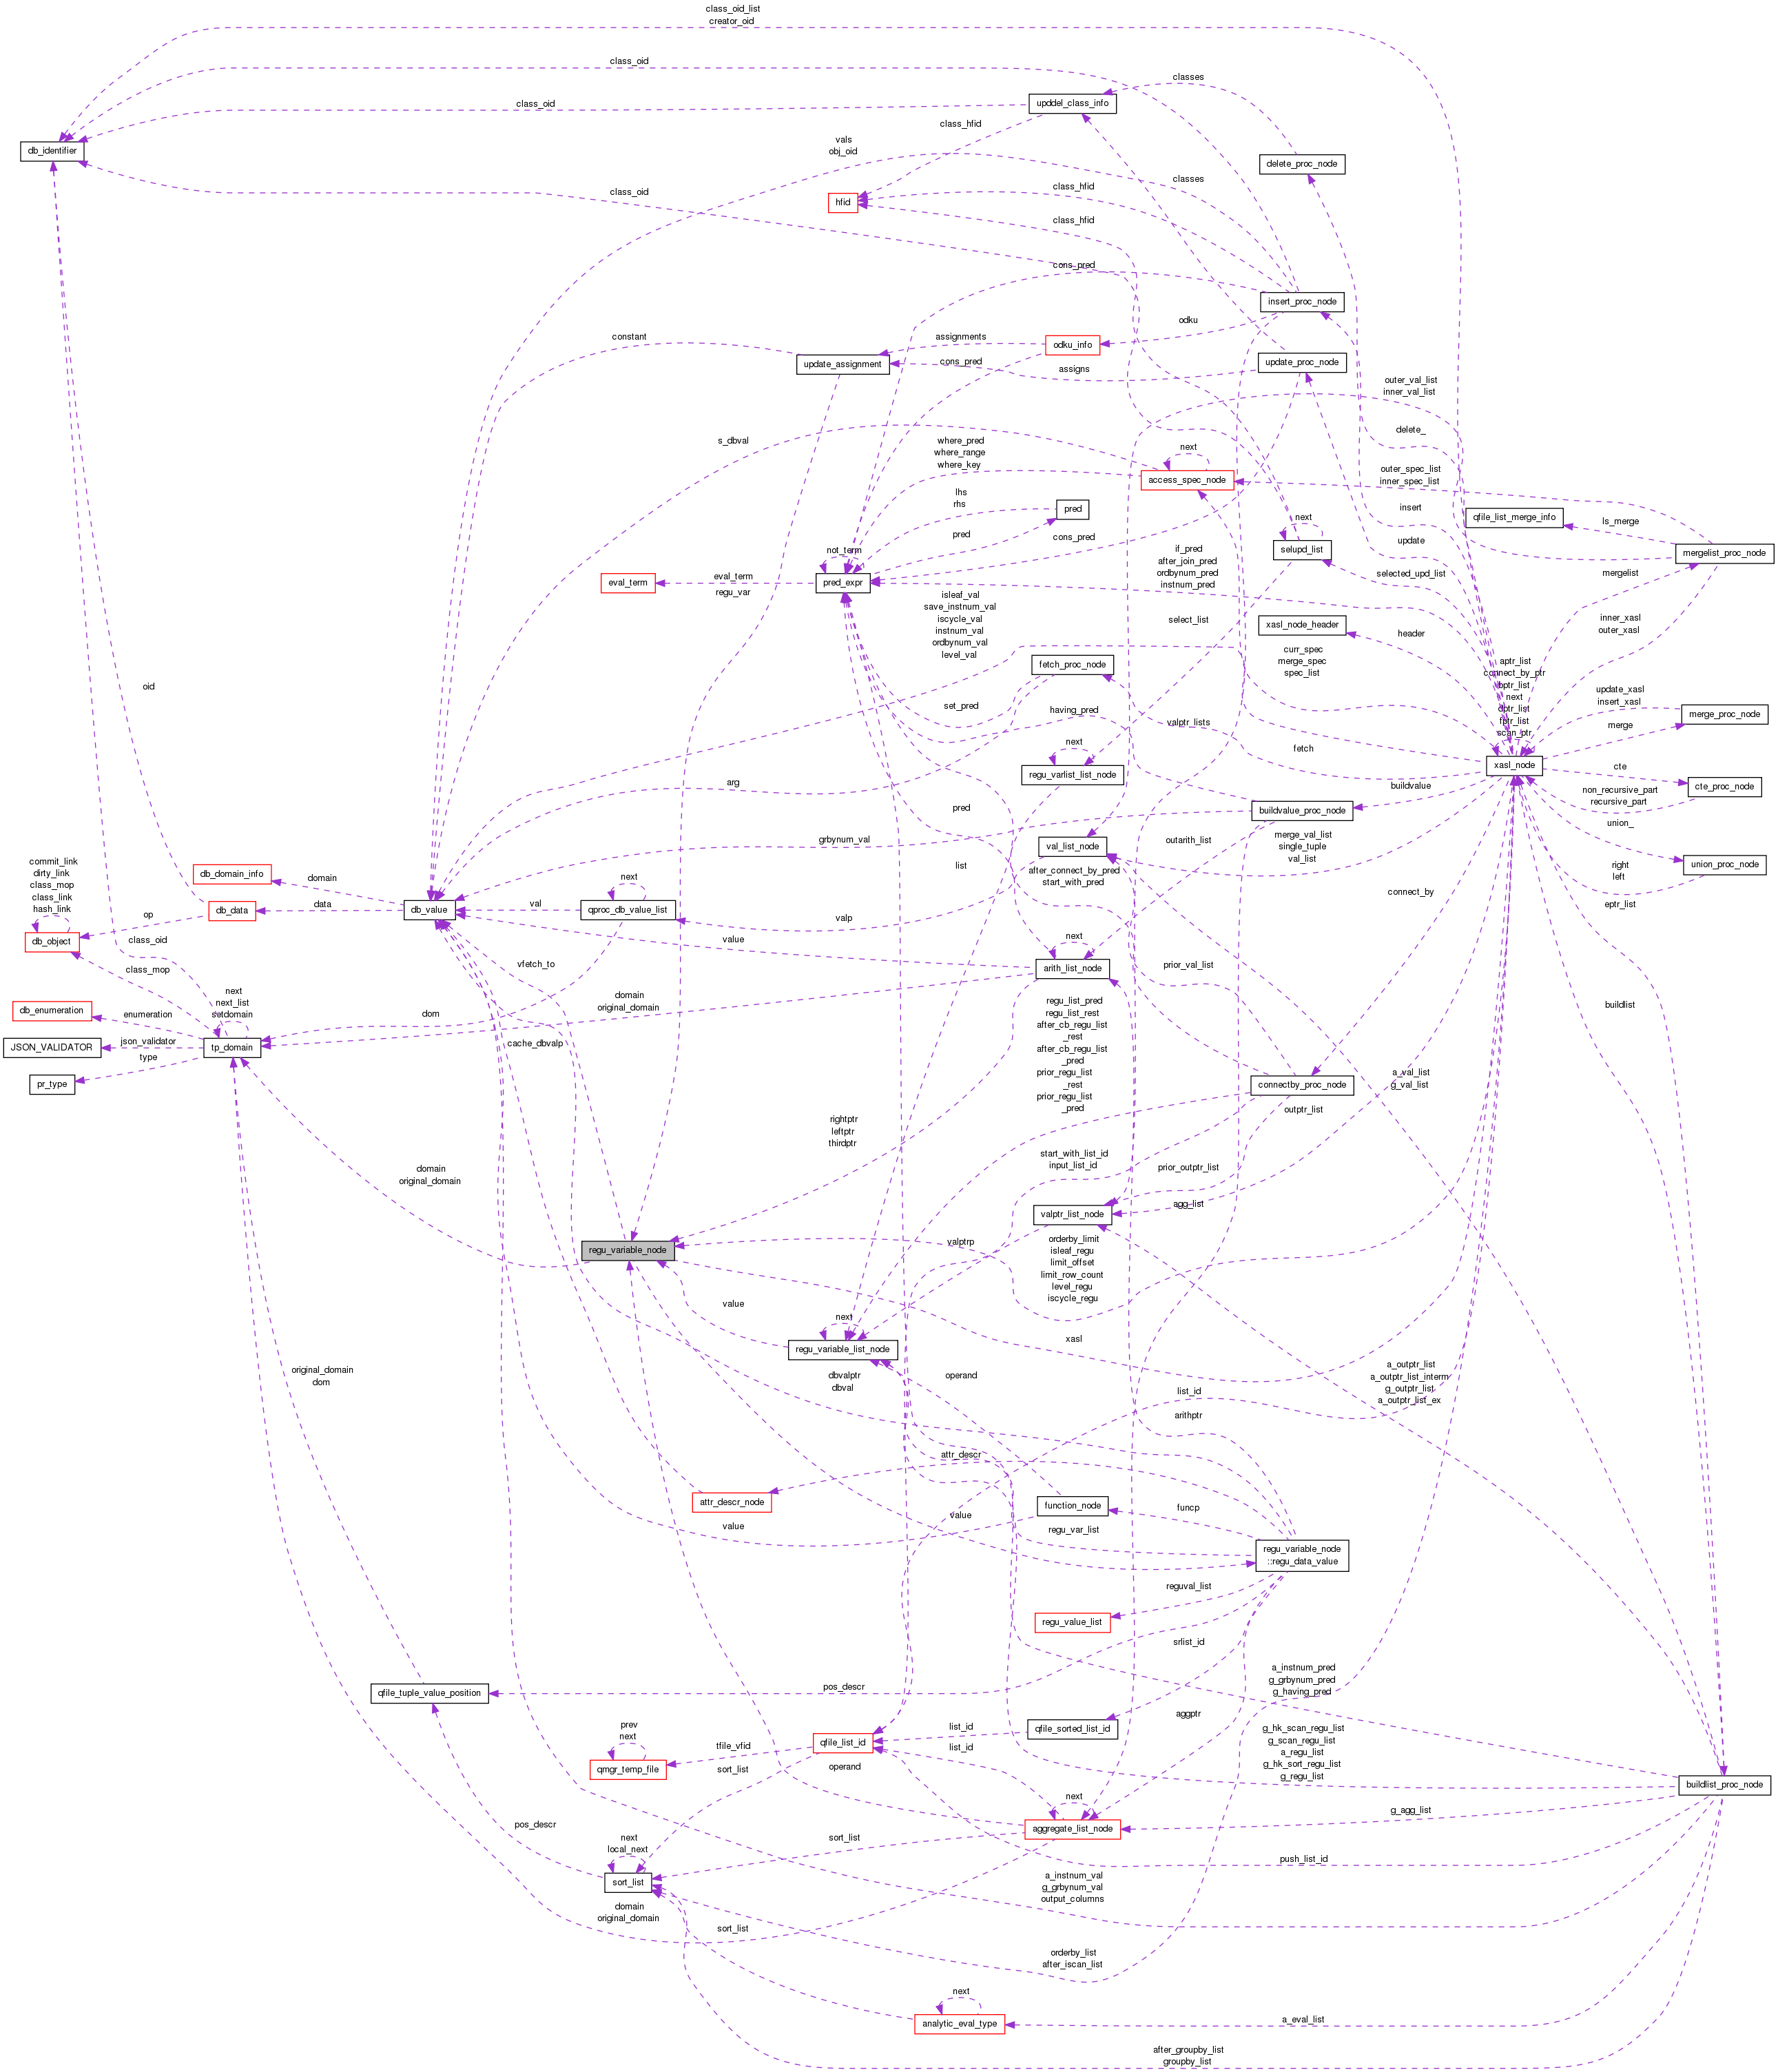 class_oid_list
creator_oid
class_oid
classes
class_oid
upddel_class_info
class_hfid
vals
obj_oid
db_identifier
delete_proc_node
class_oid
hfid
class_hfid
classes
class_hfid
cons_pred
insert_proc_node
odku
constant
assignments
odku_info
update_assignment
cons_pred
assigns
update_proc_node
outer_val_list
inner_val_list
s_dbval
where_pred
where_range
where_key
next
access_spec_node
delete_
outer_spec_list
inner_spec_list
lhs
rhs
pred
pred
cons_pred
insert
qfile_list_merge_info
ls_merge
next
selupd_list
update
mergelist_proc_node
not_term
eval_term
eval_term
pred_expr
if_pred
after_join_pred
ordbynum_pred
instnum_pred
selected_upd_list
mergelist
regu_var
isleaf_val
save_instnum_val
iscycle_val
instnum_val
ordbynum_val
level_val
select_list
xasl_node_header
header
inner_xasl
outer_xasl
curr_spec
merge_spec
spec_list
fetch_proc_node
aptr_list
connect_by_ptr
bptr_list
next
dptr_list
fptr_list
scan_ptr
oid
set_pred
having_pred
valptr_lists
update_xasl
insert_xasl
merge_proc_node
merge
next
fetch
xasl_node
regu_varlist_list_node
arg
cte
cte_proc_node
non_recursive_part
recursive_part
buildvalue
pred
buildvalue_proc_node
grbynum_val
outarith_list
merge_val_list
single_tuple
val_list
union_
val_list_node
union_proc_node
commit_link
dirty_link
class_mop
class_link
hash_link
db_domain_info
domain
list
after_connect_by_pred
start_with_pred
right
left
next
connect_by
eptr_list
db_data
data
db_value
val
qproc_db_value_list
valp
op
db_object
class_oid
value
next
class_mop
vfetch_to
arith_list_node
prior_val_list
next
next_list
setdomain
domain
original_domain
regu_list_pred
regu_list_rest
after_cb_regu_list
_rest
after_cb_regu_list
_pred
prior_regu_list
_rest
prior_regu_list
_pred
buildlist
db_enumeration
enumeration
dom
JSON_VALIDATOR
json_validator
tp_domain
cache_dbvalp
type
pr_type
connectby_proc_node
a_val_list
g_val_list
outptr_list
rightptr
leftptr
thirdptr
start_with_list_id
input_list_id
prior_outptr_list
domain
original_domain
agg_list
valptr_list_node
regu_variable_node
valptrp
orderby_limit
isleaf_regu
limit_offset
limit_row_count
level_regu
iscycle_regu
value
next
regu_variable_list_node
xasl
original_domain
dom
dbvalptr
dbval
operand
a_outptr_list
a_outptr_list_interm
g_outptr_list
a_outptr_list_ex
list_id
arithptr
attr_descr
attr_descr_node
function_node
funcp
value
value
regu_var_list
regu_variable_node
::regu_data_value
reguval_list
regu_value_list
srlist_id
qfile_tuple_value_position
pos_descr
a_instnum_pred
g_grbynum_pred
g_having_pred
aggptr
qfile_sorted_list_id
prev
next
list_id
tfile_vfid
qfile_list_id
list_id
g_hk_scan_regu_list
g_scan_regu_list
a_regu_list
g_hk_sort_regu_list
g_regu_list
qmgr_temp_file
sort_list
operand
buildlist_proc_node
next
g_agg_list
pos_descr
aggregate_list_node
next
local_next
sort_list
push_list_id
sort_list
a_instnum_val
g_grbynum_val
output_columns
domain
original_domain
sort_list
orderby_list
after_iscan_list
next
analytic_eval_type
a_eval_list
after_groupby_list
groupby_list